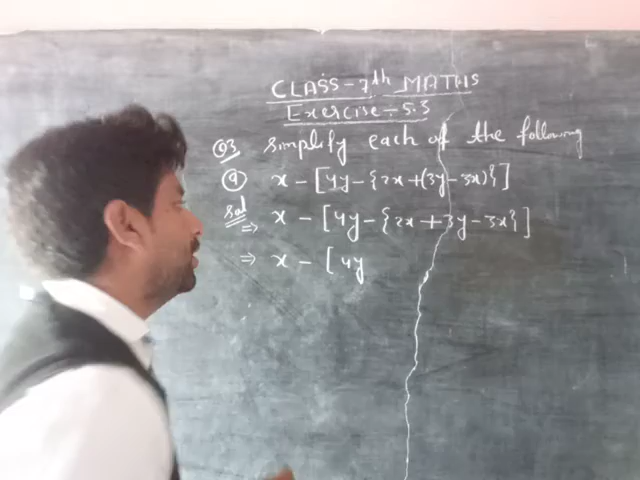 CLASS-7th MATHS
Exercise-5.3
Q3 Simplify each of the following
(a) x - [4y - {2x + (3y - 3x)}]
Sol
⇒ x - [4y - {2x + 3y - 3x}]
⇒ x - [4y